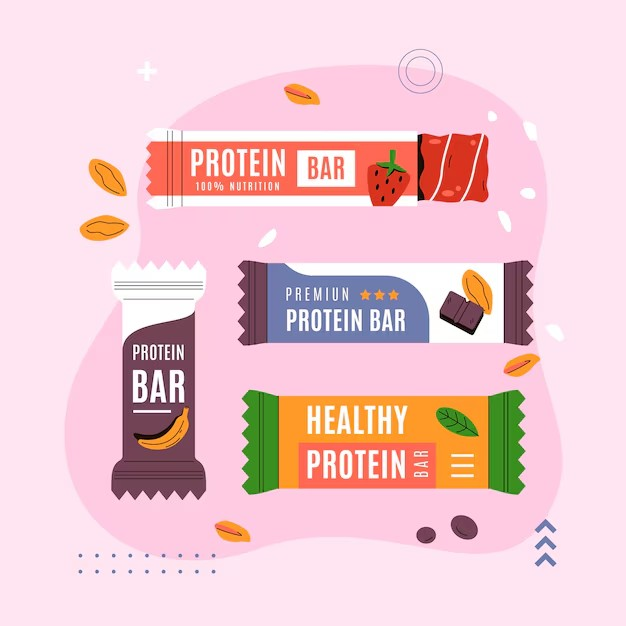 PROTEIN BAR
100% NUTRITION
PREMIUN
PROTEIN BAR
PROTEIN
BAR
HEALTHY
PROTEIN BAR